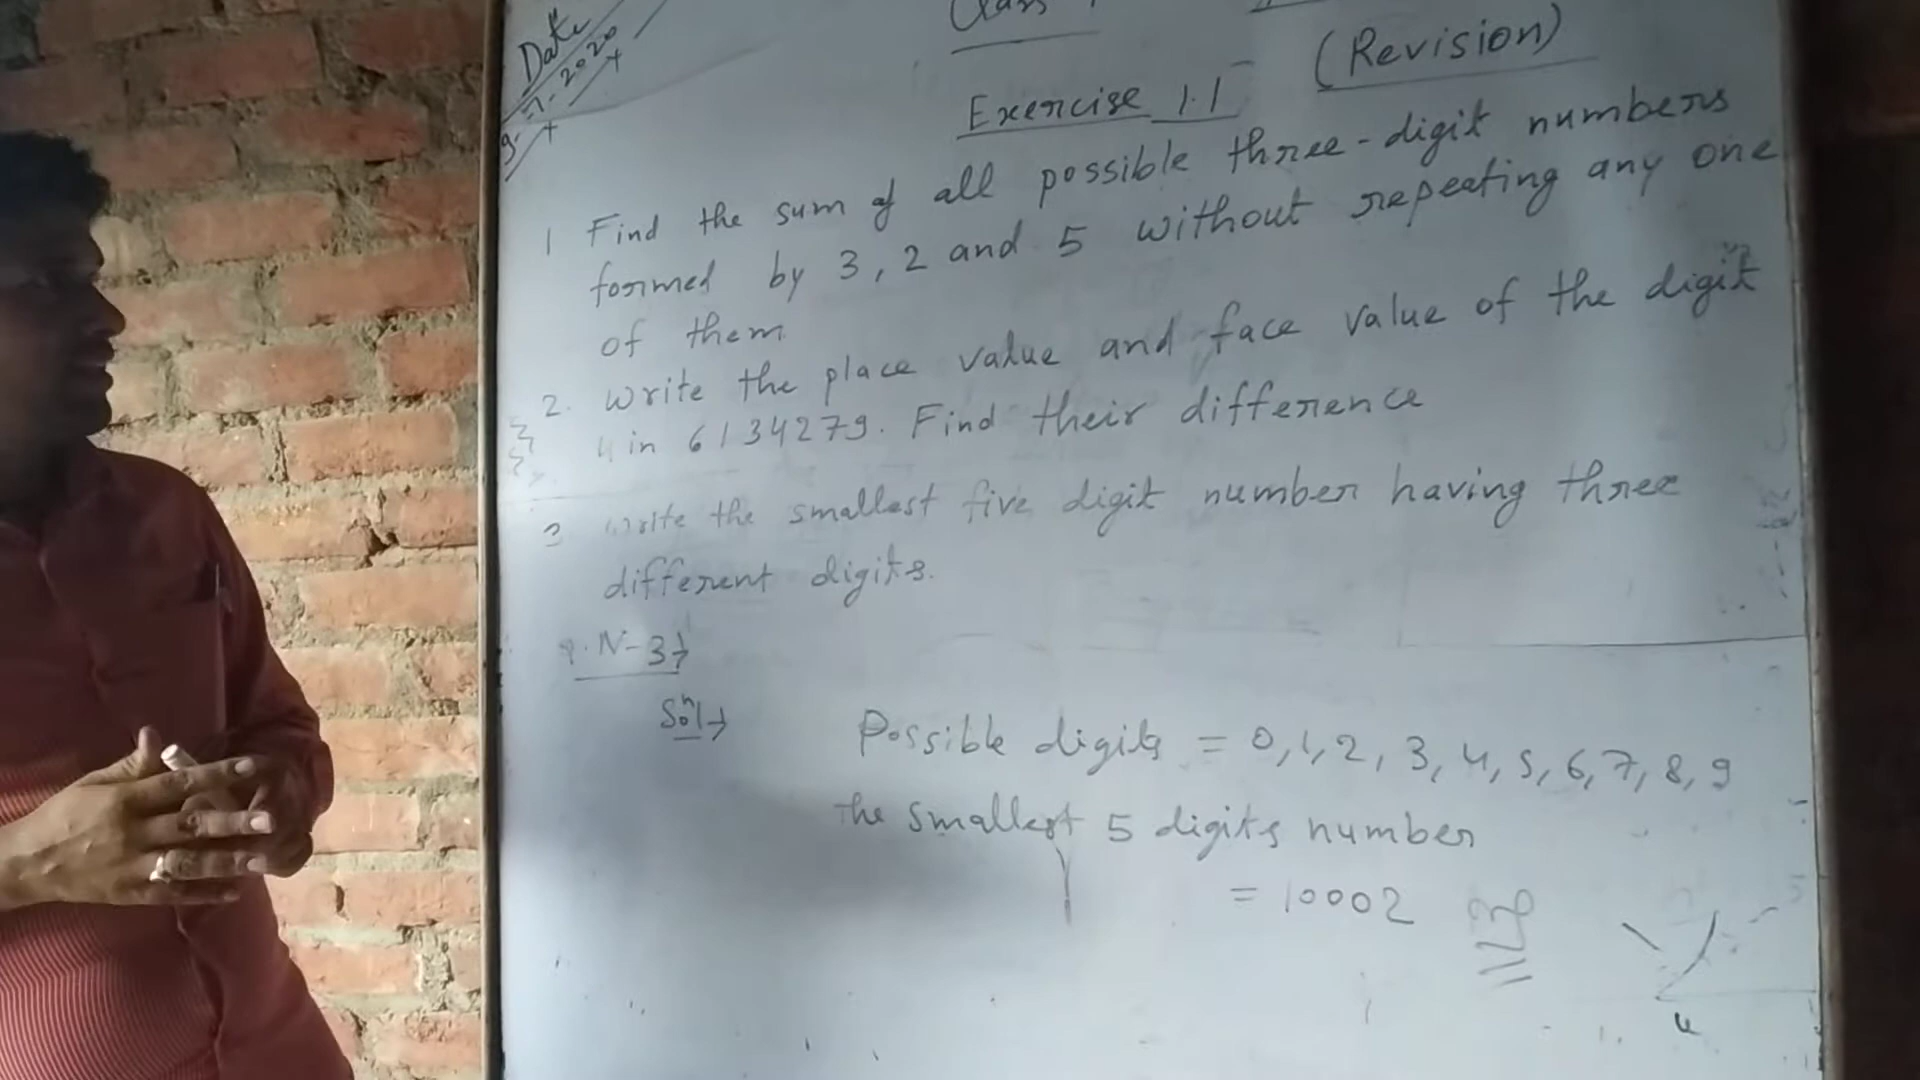 Date
9.7.2020
Class
(Revision)
Exercise 1.1
1 Find the sum of all possible three-digit numbers
formed by 3, 2 and 5 without repeating any one
of them
2. Write the place value and face value of the digit
4 in 6134279. Find their difference
3 Write the smallest five digit number having three
different digits.
Q.N-3→
Solⁿ→
Possible digits = 0,1,2,3,4,5,6,7,8,9
the smallest 5 digits number
= 10002